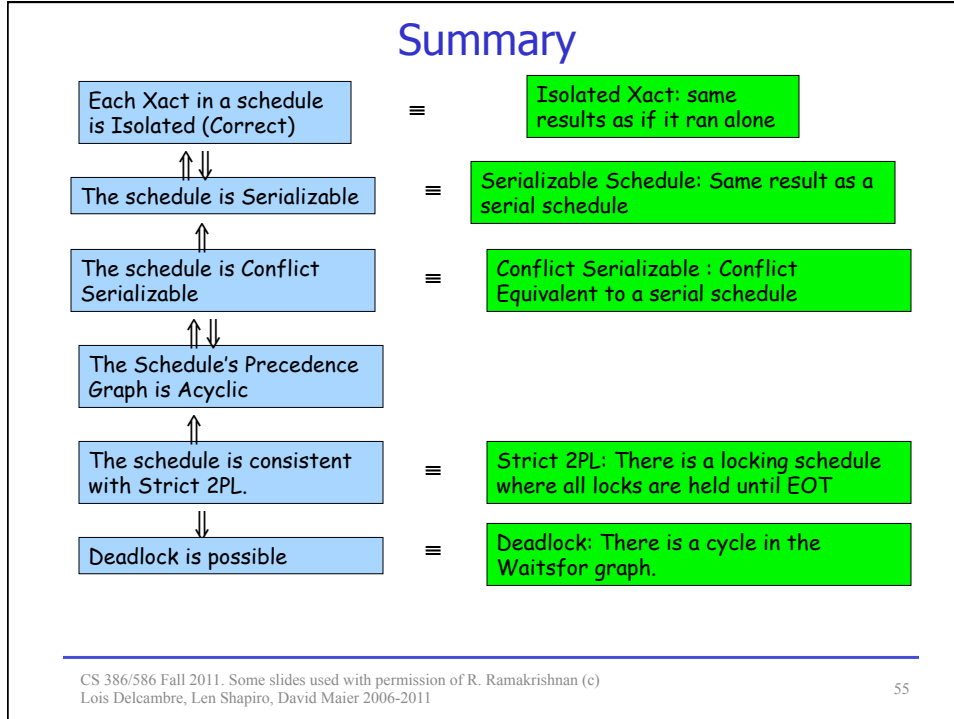 Summary
Each Xact in a schedule
is Isolated (Correct)
≡
Isolated Xact: same
results as if it ran alone
⇑⇓
The schedule is Serializable
≡
Serializable Schedule: Same result as a
serial schedule
⇑
The schedule is Conflict
Serializable
≡
Conflict Serializable : Conflict
Equivalent to a serial schedule
⇑⇓
The Schedule's Precedence
Graph is Acyclic
⇑
The schedule is consistent
with Strict 2PL.
≡
Strict 2PL: There is a locking schedule
where all locks are held until EOT
⇓
Deadlock is possible
≡
Deadlock: There is a cycle in the
Waitsfor graph.
CS 386/586 Fall 2011. Some slides used with permission of R. Ramakrishnan (c)
Lois Delcambre, Len Shapiro, David Maier 2006-2011
55